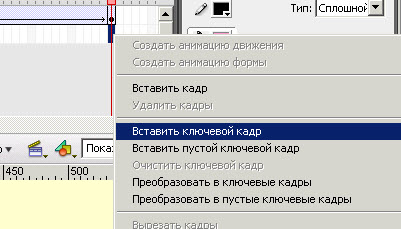 Тип: Сплошной
Создать анимацию движения
Создать анимацию формы
Вставить кадр
Удалить кадры
Вставить ключевой кадр
Вставить пустой ключевой кадр
Очистить ключевой кадр
Преобразовать в ключевые кадры
Преобразовать в пустые ключевые кадры
Вырезать кадры
Пока
450 500